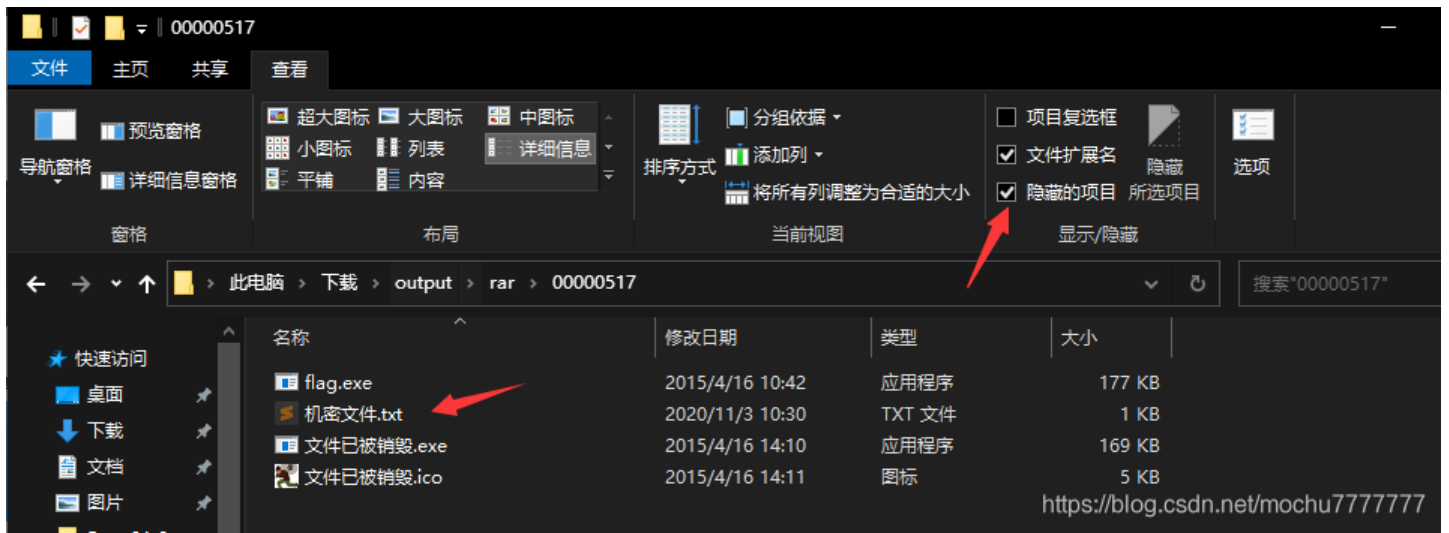 00000517
文件 主页 共享 查看
导航窗格 预览窗格 详细信息窗格
超大图标 大图标 中图标
小图标 列表 详细信息
平铺 内容
排序方式 分组依据
添加列
将所有列调整为合适的大小
项目复选框
文件扩展名
隐藏的项目
隐藏所选项目
选项
窗格 布局 当前视图 显示/隐藏
此电脑 > 下载 > output > rar > 00000517
搜索"00000517"
名称 修改日期 类型 大小
快速访问
桌面
下载
文档
图片
flag.exe 2015/4/16 10:42 应用程序 177 KB
机密文件.txt 2020/11/3 10:30 TXT 文件 1 KB
文件已被销毁.exe 2015/4/16 14:10 应用程序 169 KB
文件已被销毁.ico 2015/4/16 14:11 图标 5 KB
https://blog.csdn.net/mochu7777777